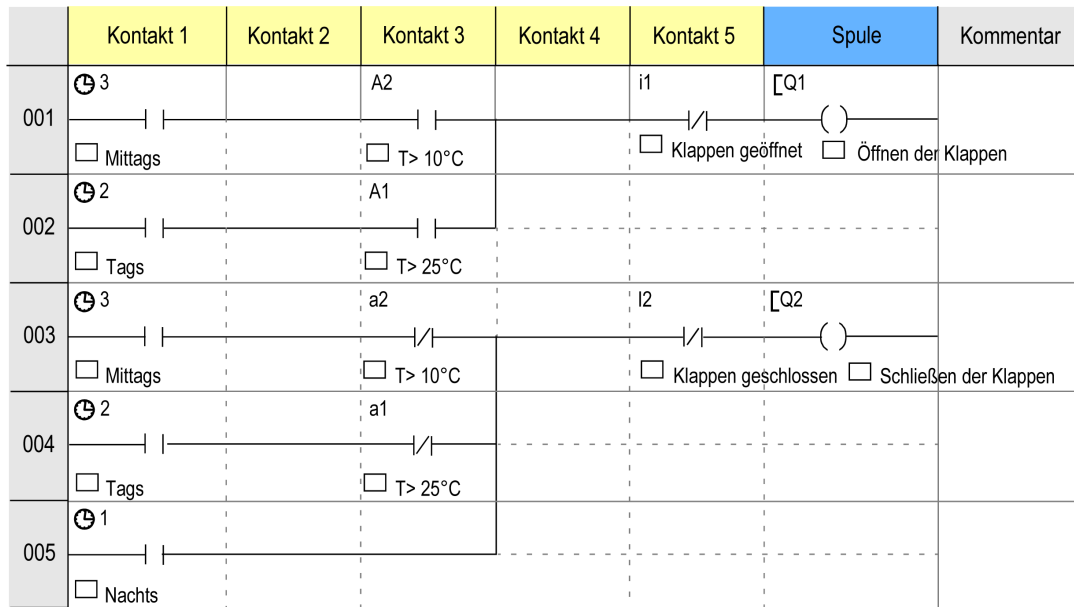 Kontakt 1 Kontakt 2 Kontakt 3 Kontakt 4 Kontakt 5 Spule Kommentar
3 A2 i1 [Q1
001
Mittags T> 10°C Klappen geöffnet Öffnen der Klappen
2 A1
002
Tags T> 25°C
3 a2 I2 [Q2
003
Mittags T> 10°C Klappen geschlossen Schließen der Klappen
2 a1
004
Tags T> 25°C
1
005
Nachts